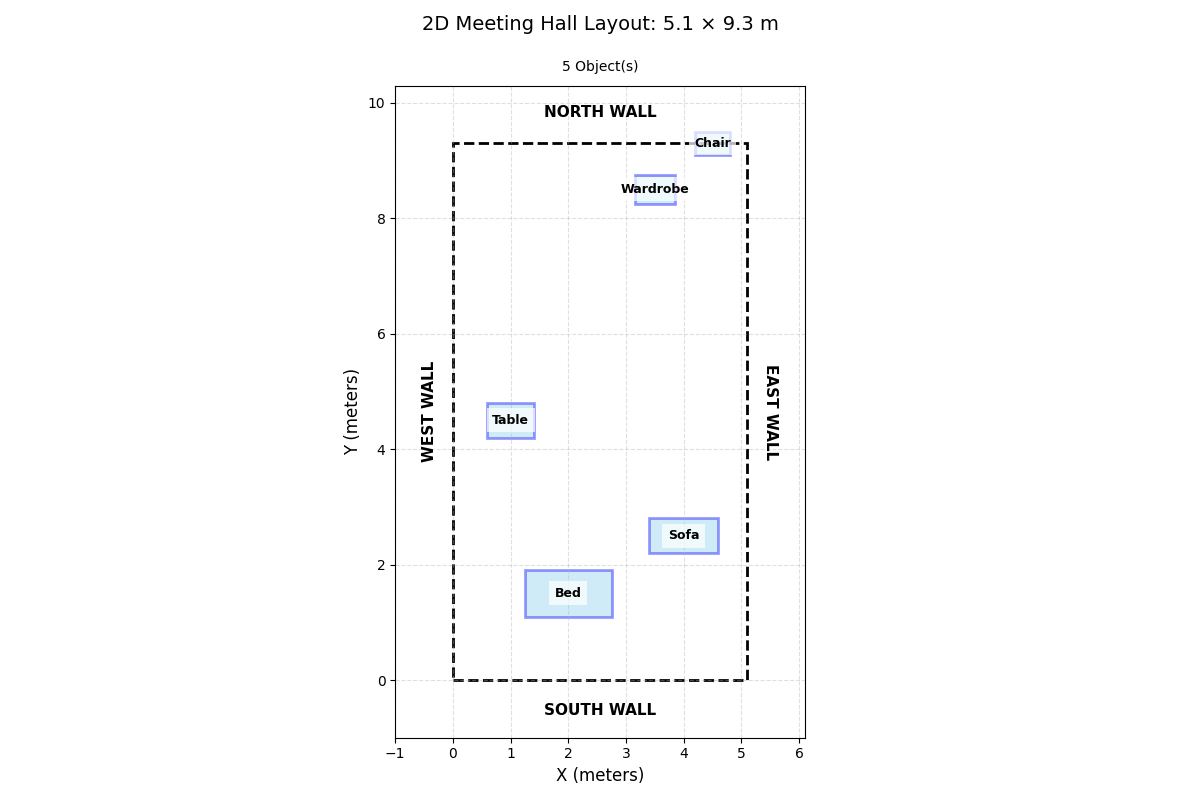 2D Meeting Hall Layout: 5.1 × 9.3 m
5 Object(s)
10
8
6
4
2
0
Y (meters)
NORTH WALL
Chair
Wardrobe
WEST WALL
EAST WALL
Table
Sofa
Bed
SOUTH WALL
−1 0 1 2 3 4 5 6
X (meters)